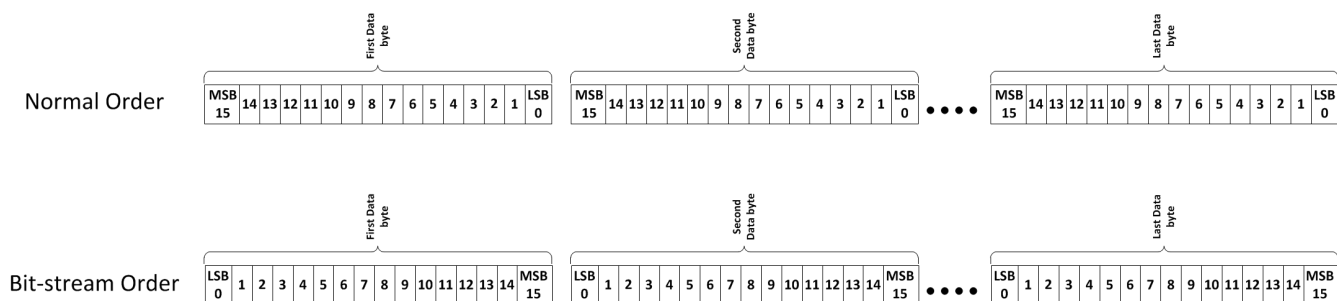 First Data
byte
Second
Data byte
Last Data
byte
Normal Order
MSB 15 14 13 12 11 10 9 8 7 6 5 4 3 2 1 LSB 0
MSB 15 14 13 12 11 10 9 8 7 6 5 4 3 2 1 LSB 0
MSB 15 14 13 12 11 10 9 8 7 6 5 4 3 2 1 LSB 0
First Data
byte
Second
Data byte
Last Data
byte
Bit-stream Order
LSB 0 1 2 3 4 5 6 7 8 9 10 11 12 13 14 MSB 15
LSB 0 1 2 3 4 5 6 7 8 9 10 11 12 13 14 MSB 15
LSB 0 1 2 3 4 5 6 7 8 9 10 11 12 13 14 MSB 15